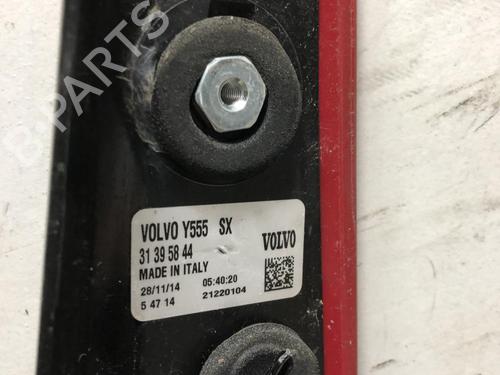 B-PARTS
VOLVO Y555 SX
31 39 58 44
MADE IN ITALY
VOLVO
28/11/14 05:40:20
5 47 14 21220104